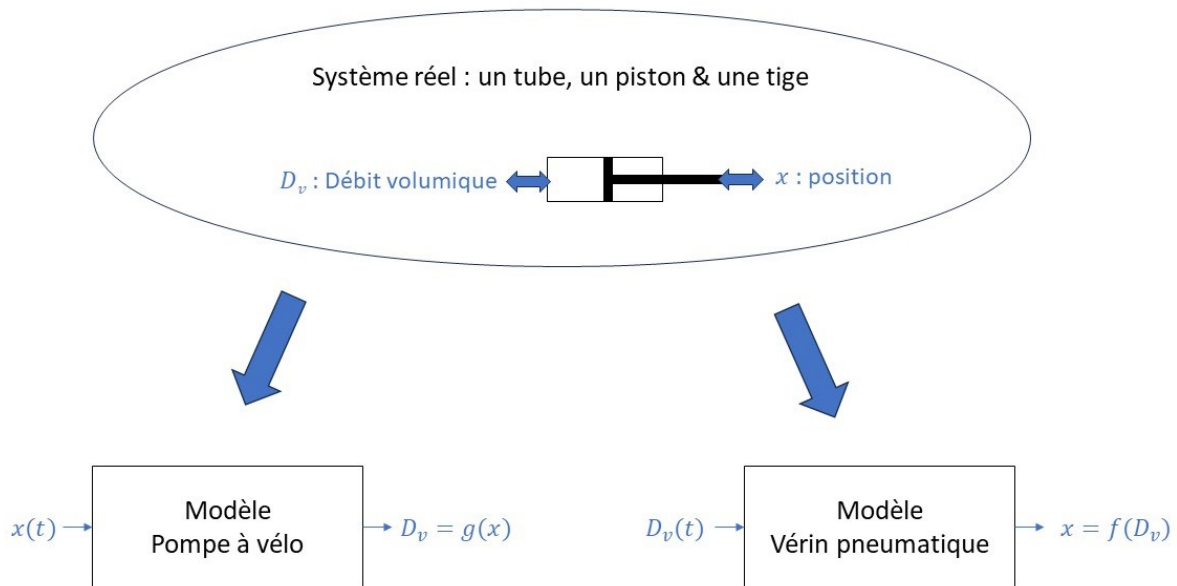 Système réel : un tube, un piston & une tige
D_v : Débit volumique
x : position
x(t)
Modèle
Pompe à vélo
D_v = g(x)
D_v(t)
Modèle
Vérin pneumatique
x = f(D_v)